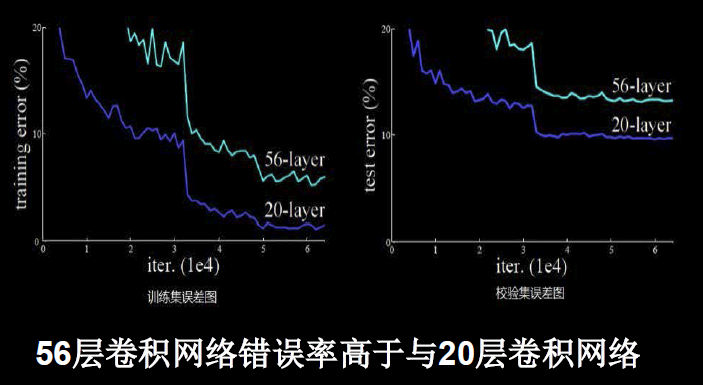 20
10
0
training error (%)
56-layer
20-layer
0
1
2
3
4
5
6
iter. (1e4)
训练集误差图
20
10
0
test error (%)
56-layer
20-layer
0
1
2
3
4
5
6
iter. (1e4)
校验集误差图
56层卷积网络错误率高于与20层卷积网络